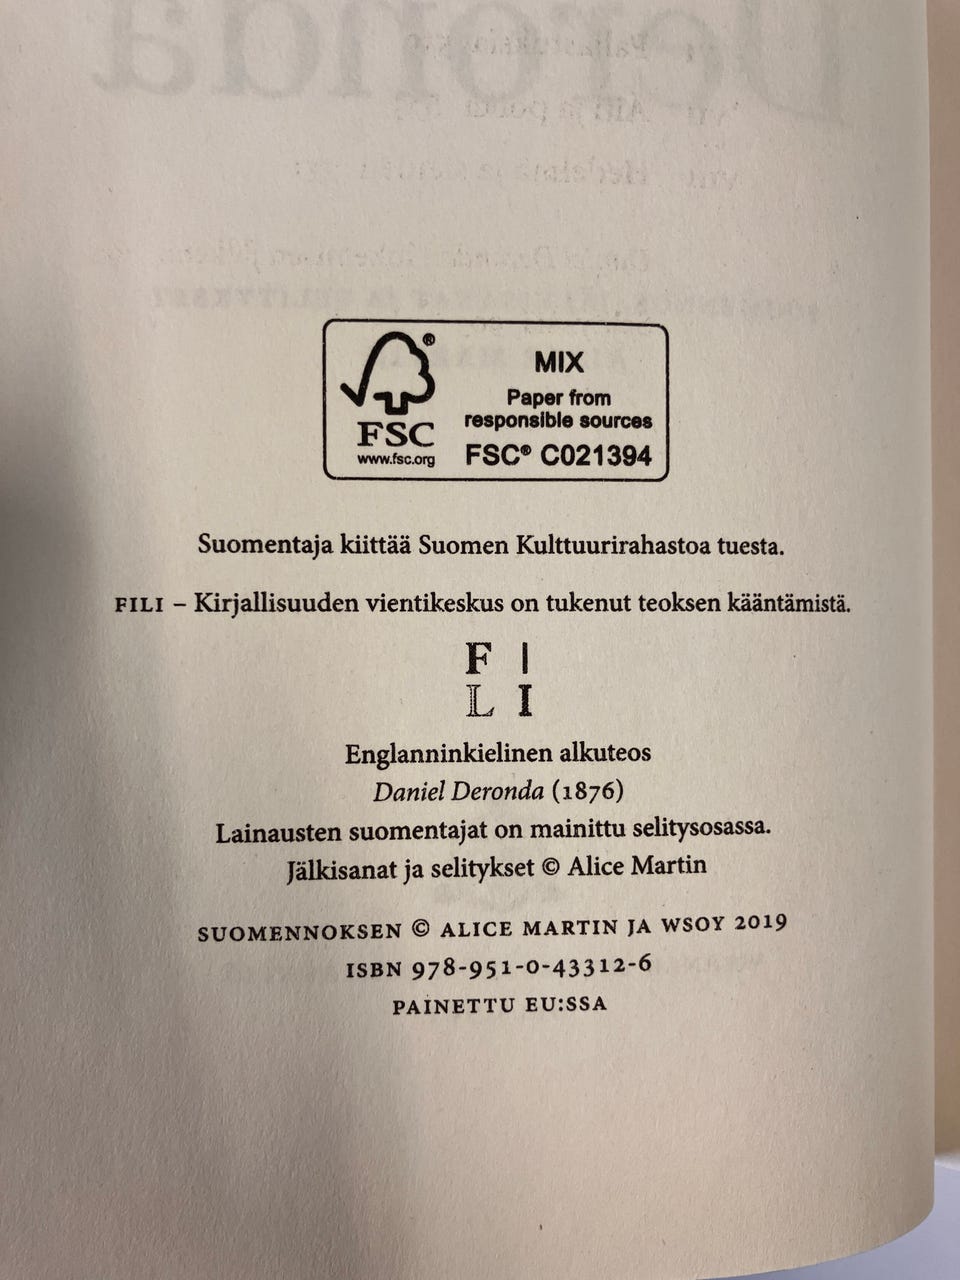 MIX
Paper from
responsible sources
FSC® C021394
FSC
www.fsc.org
Suomentaja kiittää Suomen Kulttuurirahastoa tuesta.
FILI – Kirjallisuuden vientikeskus on tukenut teoksen kääntämistä.
F I
L I
Englanninkielinen alkuteos
Daniel Deronda (1876)
Lainausten suomentajat on mainittu selitysosassa.
Jälkisanat ja selitykset © Alice Martin
SUOMENNOKSEN © ALICE MARTIN JA WSOY 2019
ISBN 978-951-0-43312-6
PAINETTU EU:SSA